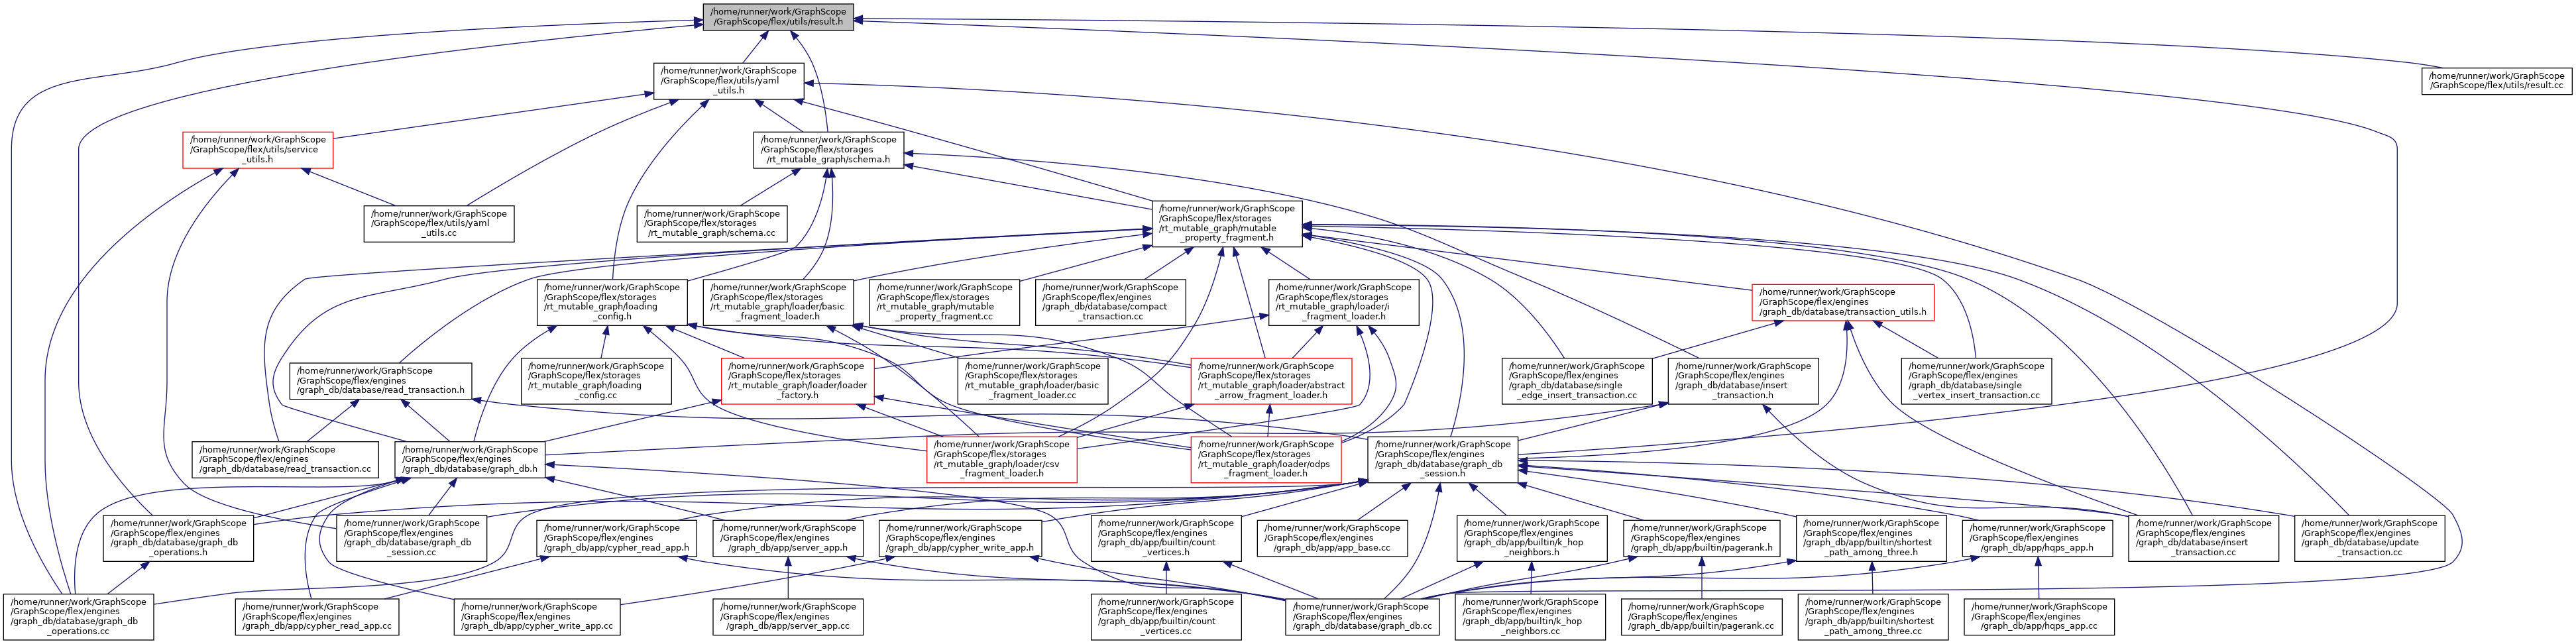 /home/runner/work/GraphScope
/GraphScope/flex/utils/result.h
/home/runner/work/GraphScope
/GraphScope/flex/utils/yaml
_utils.h
/home/runner/work/GraphScope
/GraphScope/flex/utils/result.cc
/home/runner/work/GraphScope
/GraphScope/flex/utils/service
_utils.h
/home/runner/work/GraphScope
/GraphScope/flex/storages
/rt_mutable_graph/schema.h
/home/runner/work/GraphScope
/GraphScope/flex/utils/yaml
_utils.cc
/home/runner/work/GraphScope
/GraphScope/flex/storages
/rt_mutable_graph/schema.cc
/home/runner/work/GraphScope
/GraphScope/flex/storages
/rt_mutable_graph/mutable
_property_fragment.h
/home/runner/work/GraphScope
/GraphScope/flex/storages
/rt_mutable_graph/loading
_config.h
/home/runner/work/GraphScope
/GraphScope/flex/storages
/rt_mutable_graph/loader/basic
_fragment_loader.h
/home/runner/work/GraphScope
/GraphScope/flex/storages
/rt_mutable_graph/mutable
_property_fragment.cc
/home/runner/work/GraphScope
/GraphScope/flex/engines
/graph_db/database/compact
_transaction.cc
/home/runner/work/GraphScope
/GraphScope/flex/storages
/rt_mutable_graph/loader/i
_fragment_loader.h
/home/runner/work/GraphScope
/GraphScope/flex/engines
/graph_db/database/transaction_utils.h
/home/runner/work/GraphScope
/GraphScope/flex/engines
/graph_db/database/read_transaction.h
/home/runner/work/GraphScope
/GraphScope/flex/storages
/rt_mutable_graph/loading
_config.cc
/home/runner/work/GraphScope
/GraphScope/flex/storages
/rt_mutable_graph/loader/loader
_factory.h
/home/runner/work/GraphScope
/GraphScope/flex/storages
/rt_mutable_graph/loader/basic
_fragment_loader.cc
/home/runner/work/GraphScope
/GraphScope/flex/storages
/rt_mutable_graph/loader/abstract
_arrow_fragment_loader.h
/home/runner/work/GraphScope
/GraphScope/flex/engines
/graph_db/database/single
_edge_insert_transaction.cc
/home/runner/work/GraphScope
/GraphScope/flex/engines
/graph_db/database/insert
_transaction.h
/home/runner/work/GraphScope
/GraphScope/flex/engines
/graph_db/database/single
_vertex_insert_transaction.cc
/home/runner/work/GraphScope
/GraphScope/flex/engines
/graph_db/database/read_transaction.cc
/home/runner/work/GraphScope
/GraphScope/flex/engines
/graph_db/database/graph_db.h
/home/runner/work/GraphScope
/GraphScope/flex/storages
/rt_mutable_graph/loader/csv
_fragment_loader.h
/home/runner/work/GraphScope
/GraphScope/flex/storages
/rt_mutable_graph/loader/odps
_fragment_loader.h
/home/runner/work/GraphScope
/GraphScope/flex/engines
/graph_db/database/graph_db
_session.h
/home/runner/work/GraphScope
/GraphScope/flex/engines
/graph_db/database/graph_db
_operations.h
/home/runner/work/GraphScope
/GraphScope/flex/engines
/graph_db/database/graph_db
_session.cc
/home/runner/work/GraphScope
/GraphScope/flex/engines
/graph_db/app/cypher_read_app.h
/home/runner/work/GraphScope
/GraphScope/flex/engines
/graph_db/app/server_app.h
/home/runner/work/GraphScope
/GraphScope/flex/engines
/graph_db/app/cypher_write_app.h
/home/runner/work/GraphScope
/GraphScope/flex/engines
/graph_db/app/builtin/count
_vertices.h
/home/runner/work/GraphScope
/GraphScope/flex/engines
/graph_db/app/app_base.cc
/home/runner/work/GraphScope
/GraphScope/flex/engines
/graph_db/app/builtin/k_hop
_neighbors.h
/home/runner/work/GraphScope
/GraphScope/flex/engines
/graph_db/app/builtin/pagerank.h
/home/runner/work/GraphScope
/GraphScope/flex/engines
/graph_db/app/builtin/shortest
_path_among_three.h
/home/runner/work/GraphScope
/GraphScope/flex/engines
/graph_db/app/hqps_app.h
/home/runner/work/GraphScope
/GraphScope/flex/engines
/graph_db/database/insert
_transaction.cc
/home/runner/work/GraphScope
/GraphScope/flex/engines
/graph_db/database/update
_transaction.cc
/home/runner/work/GraphScope
/GraphScope/flex/engines
/graph_db/database/graph_db
_operations.cc
/home/runner/work/GraphScope
/GraphScope/flex/engines
/graph_db/app/cypher_read_app.cc
/home/runner/work/GraphScope
/GraphScope/flex/engines
/graph_db/app/cypher_write_app.cc
/home/runner/work/GraphScope
/GraphScope/flex/engines
/graph_db/app/server_app.cc
/home/runner/work/GraphScope
/GraphScope/flex/engines
/graph_db/app/builtin/count
_vertices.cc
/home/runner/work/GraphScope
/GraphScope/flex/engines
/graph_db/database/graph_db.cc
/home/runner/work/GraphScope
/GraphScope/flex/engines
/graph_db/app/builtin/k_hop
_neighbors.cc
/home/runner/work/GraphScope
/GraphScope/flex/engines
/graph_db/app/builtin/pagerank.cc
/home/runner/work/GraphScope
/GraphScope/flex/engines
/graph_db/app/builtin/shortest
_path_among_three.cc
/home/runner/work/GraphScope
/GraphScope/flex/engines
/graph_db/app/hqps_app.cc